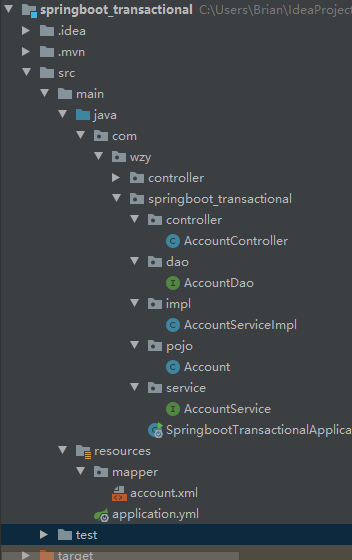 springboot_transactional C:\Users\Brian\IdeaProject
.idea
.mvn
src
main
java
com
wzy
controller
springboot_transactional
controller
AccountController
dao
AccountDao
impl
AccountServiceImpl
pojo
Account
service
AccountService
SpringbootTransactionalApplica
resources
mapper
account.xml
application.yml
test
target